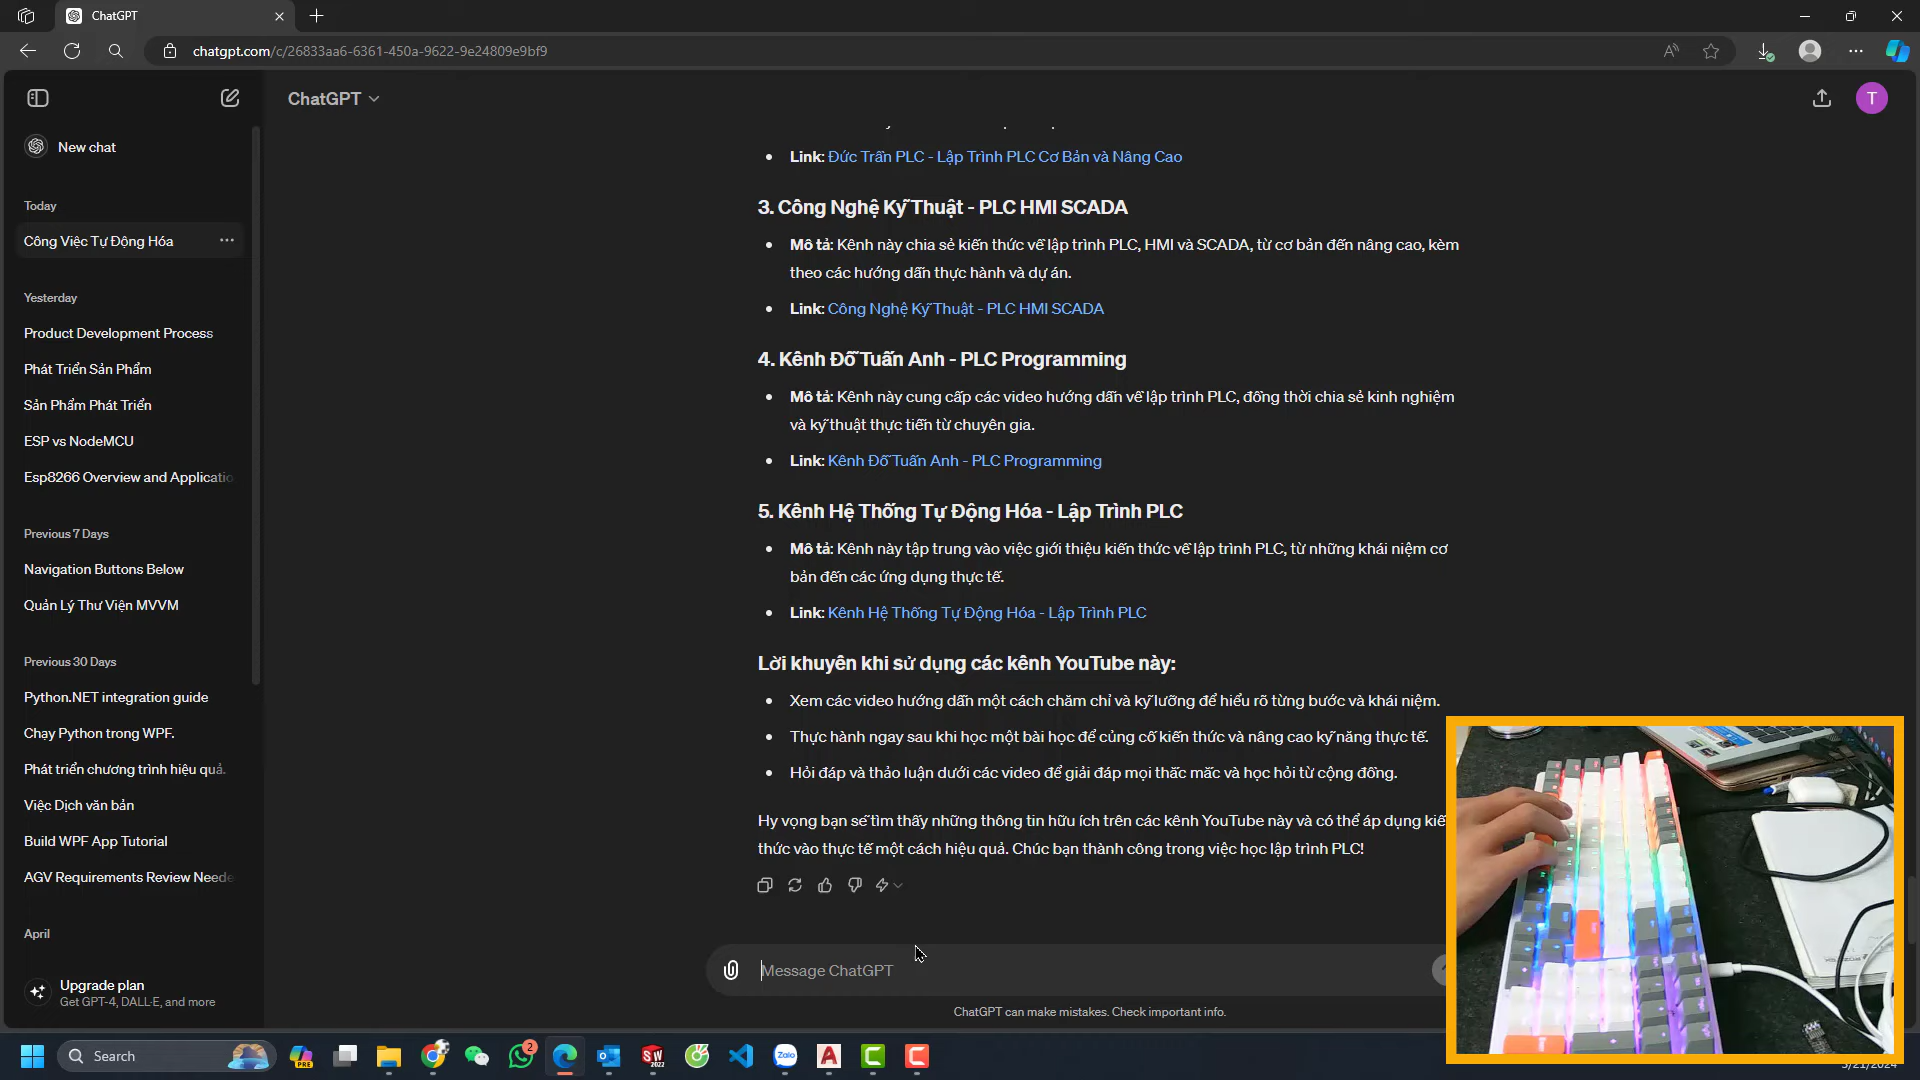 ChatGPT
chatgpt.com/c/26833aa6-6361-450a-9622-9e24809e9bf9
ChatGPT
T
New chat
Today
Công Việc Tự Động Hóa
Yesterday
Product Development Process
Phát Triển Sản Phẩm
Sản Phẩm Phát Triển
ESP vs NodeMCU
Esp8266 Overview and Applicatio
Previous 7 Days
Navigation Buttons Below
Quản Lý Thư Viện MVVM
Previous 30 Days
Python.NET integration guide
Chạy Python trong WPF.
Phát triển chương trình hiệu quả.
Việc Dịch văn bản
Build WPF App Tutorial
AGV Requirements Review Neede
April
Upgrade plan
Get GPT-4, DALL·E, and more
Link: Đức Trần PLC - Lập Trình PLC Cơ Bản và Nâng Cao
3. Công Nghệ Kỹ Thuật - PLC HMI SCADA
Mô tả: Kênh này chia sẻ kiến thức về lập trình PLC, HMI và SCADA, từ cơ bản đến nâng cao, kèm
theo các hướng dẫn thực hành và dự án.
Link: Công Nghệ Kỹ Thuật - PLC HMI SCADA
4. Kênh Đỗ Tuấn Anh - PLC Programming
Mô tả: Kênh này cung cấp các video hướng dẫn về lập trình PLC, đồng thời chia sẻ kinh nghiệm
và kỹ thuật thực tiễn từ chuyên gia.
Link: Kênh Đỗ Tuấn Anh - PLC Programming
5. Kênh Hệ Thống Tự Động Hóa - Lập Trình PLC
Mô tả: Kênh này tập trung vào việc giới thiệu kiến thức về lập trình PLC, từ những khái niệm cơ
bản đến các ứng dụng thực tế.
Link: Kênh Hệ Thống Tự Động Hóa - Lập Trình PLC
Lời khuyên khi sử dụng các kênh YouTube này:
Xem các video hướng dẫn một cách chăm chỉ và kỹ lưỡng để hiểu rõ từng bước và khái niệm.
Thực hành ngay sau khi học một bài học để củng cố kiến thức và nâng cao kỹ năng thực tế.
Hỏi đáp và thảo luận dưới các video để giải đáp mọi thắc mắc và học hỏi từ cộng đồng.
Hy vọng bạn sẽ tìm thấy những thông tin hữu ích trên các kênh YouTube này và có thể áp dụng kiế
thức vào thực tế một cách hiệu quả. Chúc bạn thành công trong việc học lập trình PLC!
Message ChatGPT
ChatGPT can make mistakes. Check important info.
Search
PRE
2
SW
2022
Zalo
A
C
C